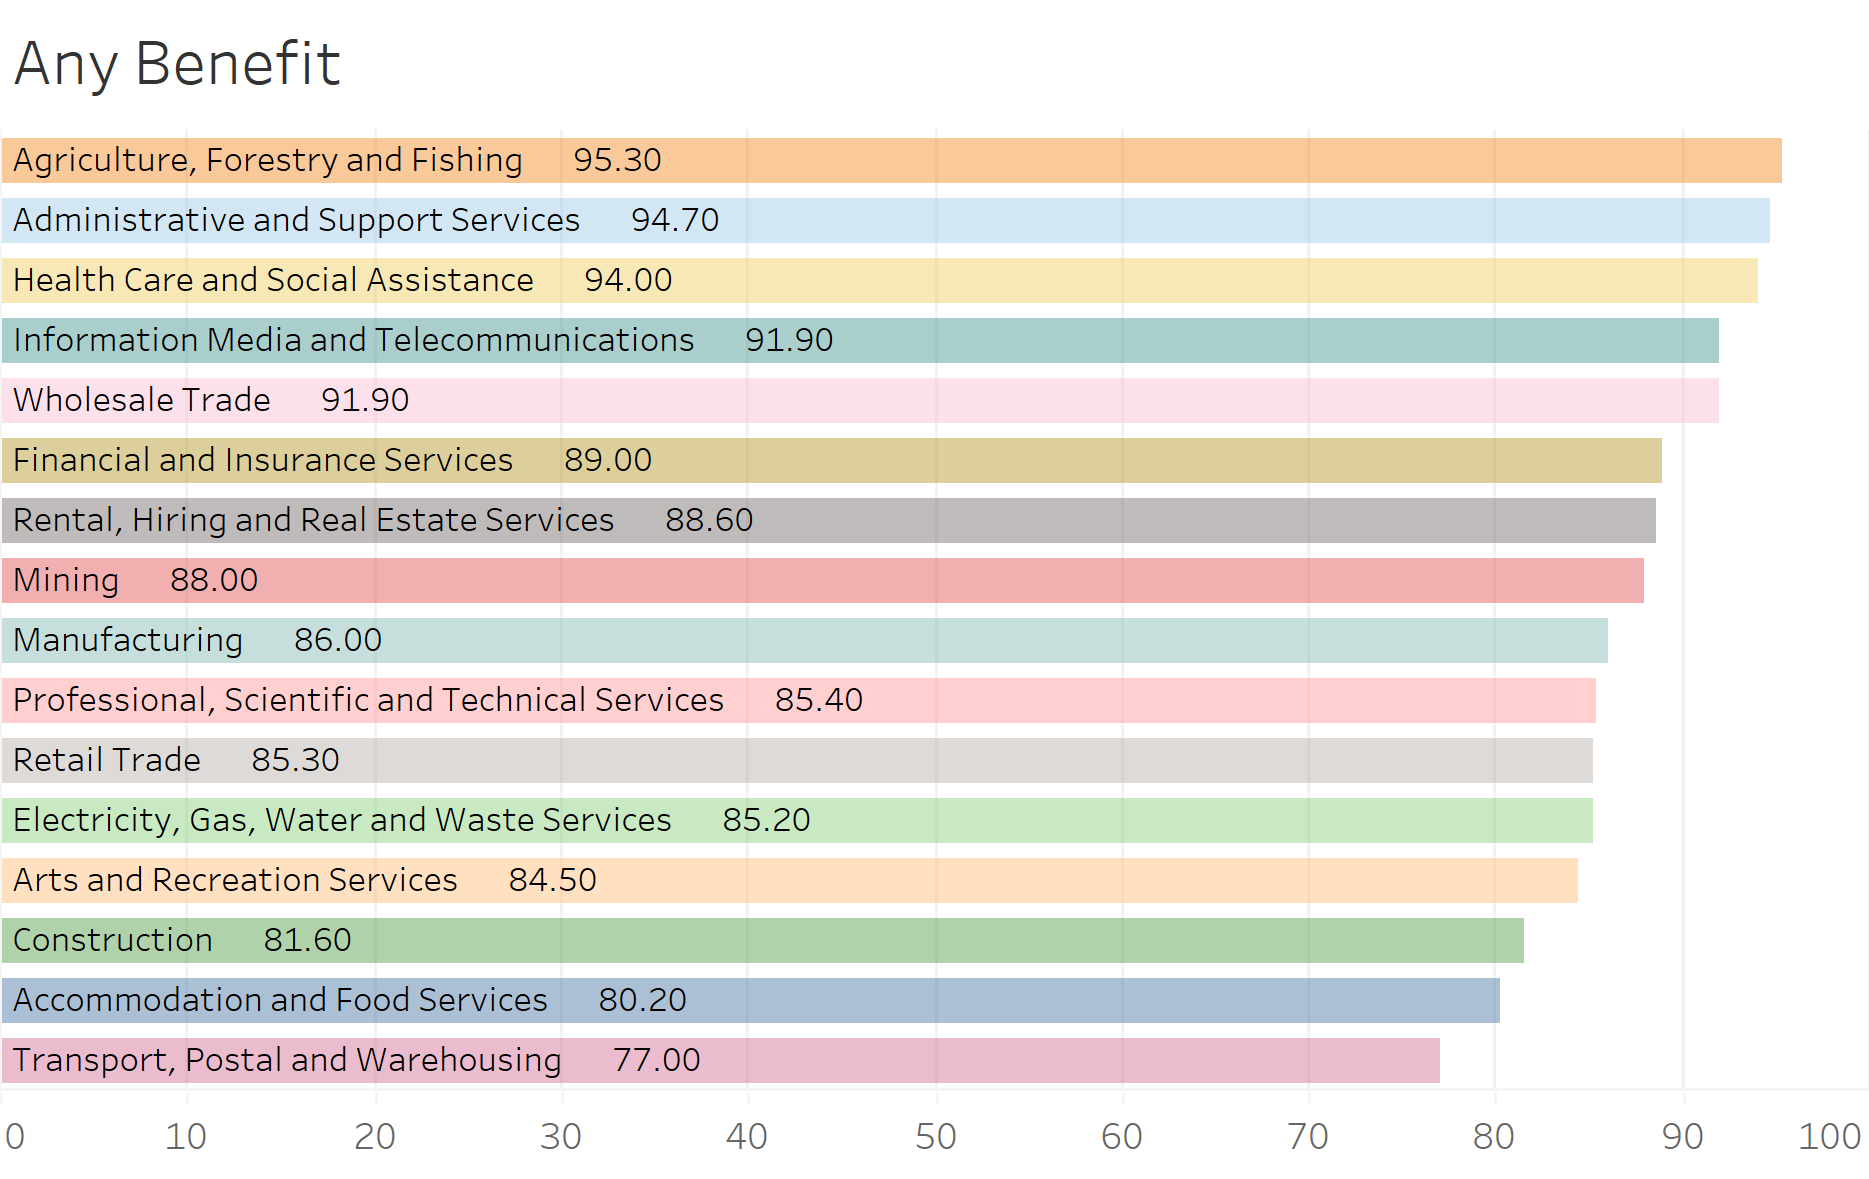 Any Benefit
Agriculture, Forestry and Fishing 95.30
Administrative and Support Services 94.70
Health Care and Social Assistance 94.00
Information Media and Telecommunications 91.90
Wholesale Trade 91.90
Financial and Insurance Services 89.00
Rental, Hiring and Real Estate Services 88.60
Mining 88.00
Manufacturing 86.00
Professional, Scientific and Technical Services 85.40
Retail Trade 85.30
Electricity, Gas, Water and Waste Services 85.20
Arts and Recreation Services 84.50
Construction 81.60
Accommodation and Food Services 80.20
Transport, Postal and Warehousing 77.00
0 10 20 30 40 50 60 70 80 90 100